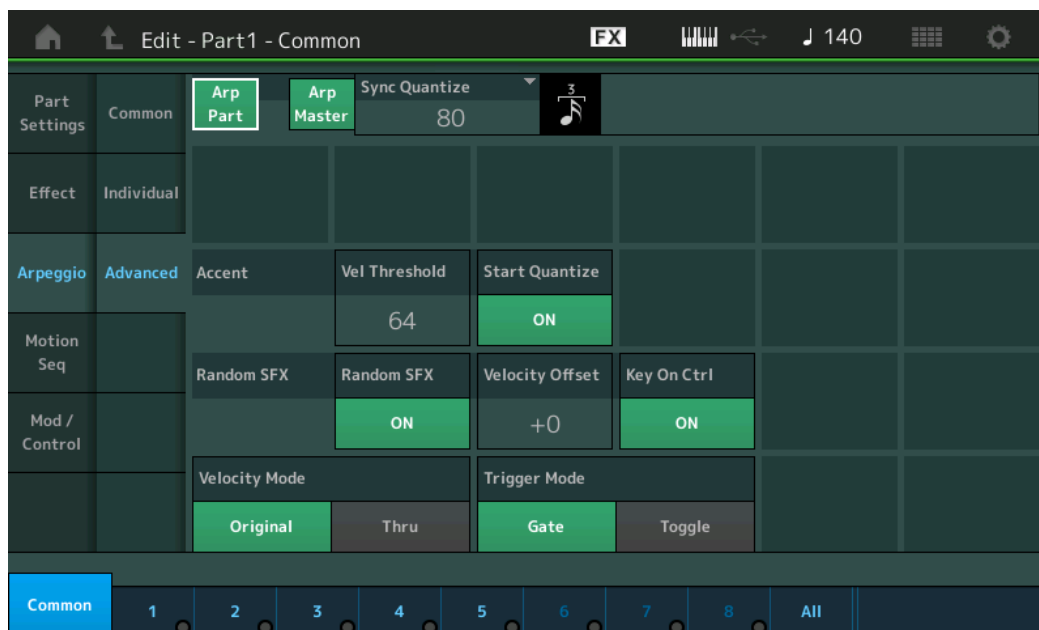 Edit - Part1 - Common
FX
140
Part
Settings
Common
Arp
Part
Arp
Master
Sync Quantize
80
3
Effect
Individual
Arpeggio
Advanced
Accent
Vel Threshold
64
Start Quantize
ON
Motion
Seq
Random SFX
Random SFX
ON
Velocity Offset
+0
Key On Ctrl
ON
Mod /
Control
Velocity Mode
Original
Thru
Trigger Mode
Gate
Toggle
Common
1
2
3
4
5
6
7
8
All